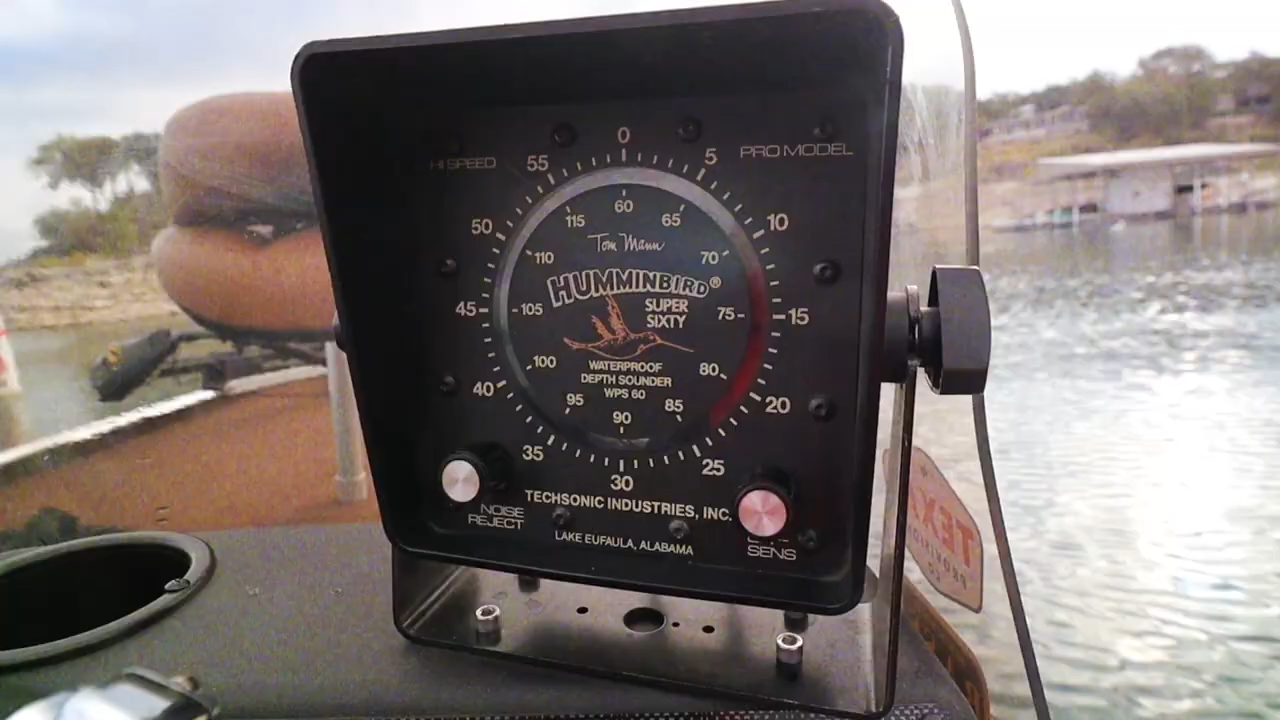 0
HI SPEED
55
5
PRO MODEL
60
115
65
50
10
Tom Mann
110
70
HUMMINBIRD®
45
105
SUPER
SIXTY
75
15
100
WATERPROOF
DEPTH SOUNDER
WPS 60
80
40
95
90
85
20
35
30
25
TECHSONIC INDUSTRIES, INC.
NOISE
REJECT
LAKE EUFAULA, ALABAMA
SENS
TEX